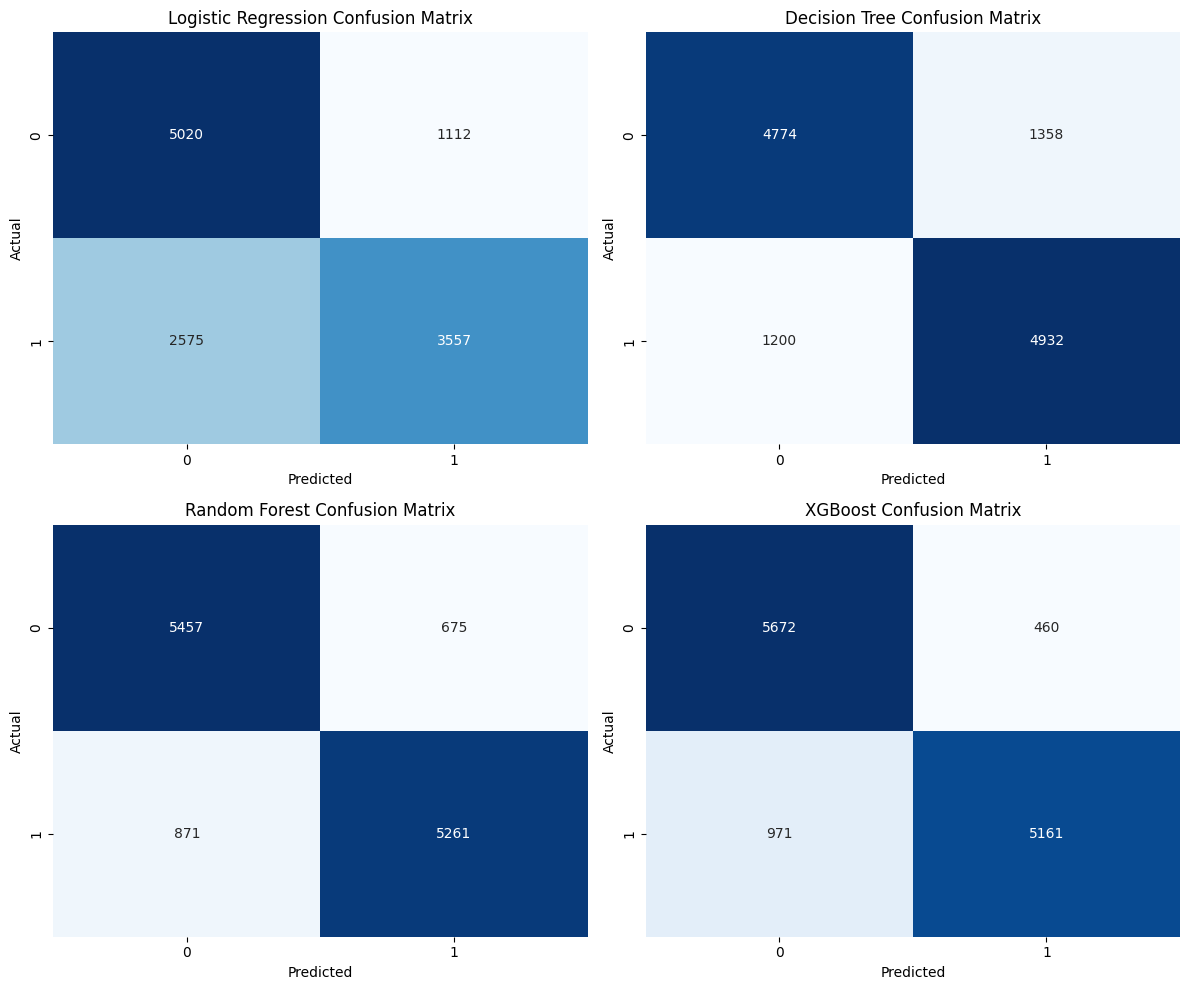 Logistic Regression Confusion Matrix
Actual
0
1
5020
1112
2575
3557
0
1
Predicted
Decision Tree Confusion Matrix
Actual
0
1
4774
1358
1200
4932
0
1
Predicted
Random Forest Confusion Matrix
Actual
0
1
5457
675
871
5261
0
1
Predicted
XGBoost Confusion Matrix
Actual
0
1
5672
460
971
5161
0
1
Predicted